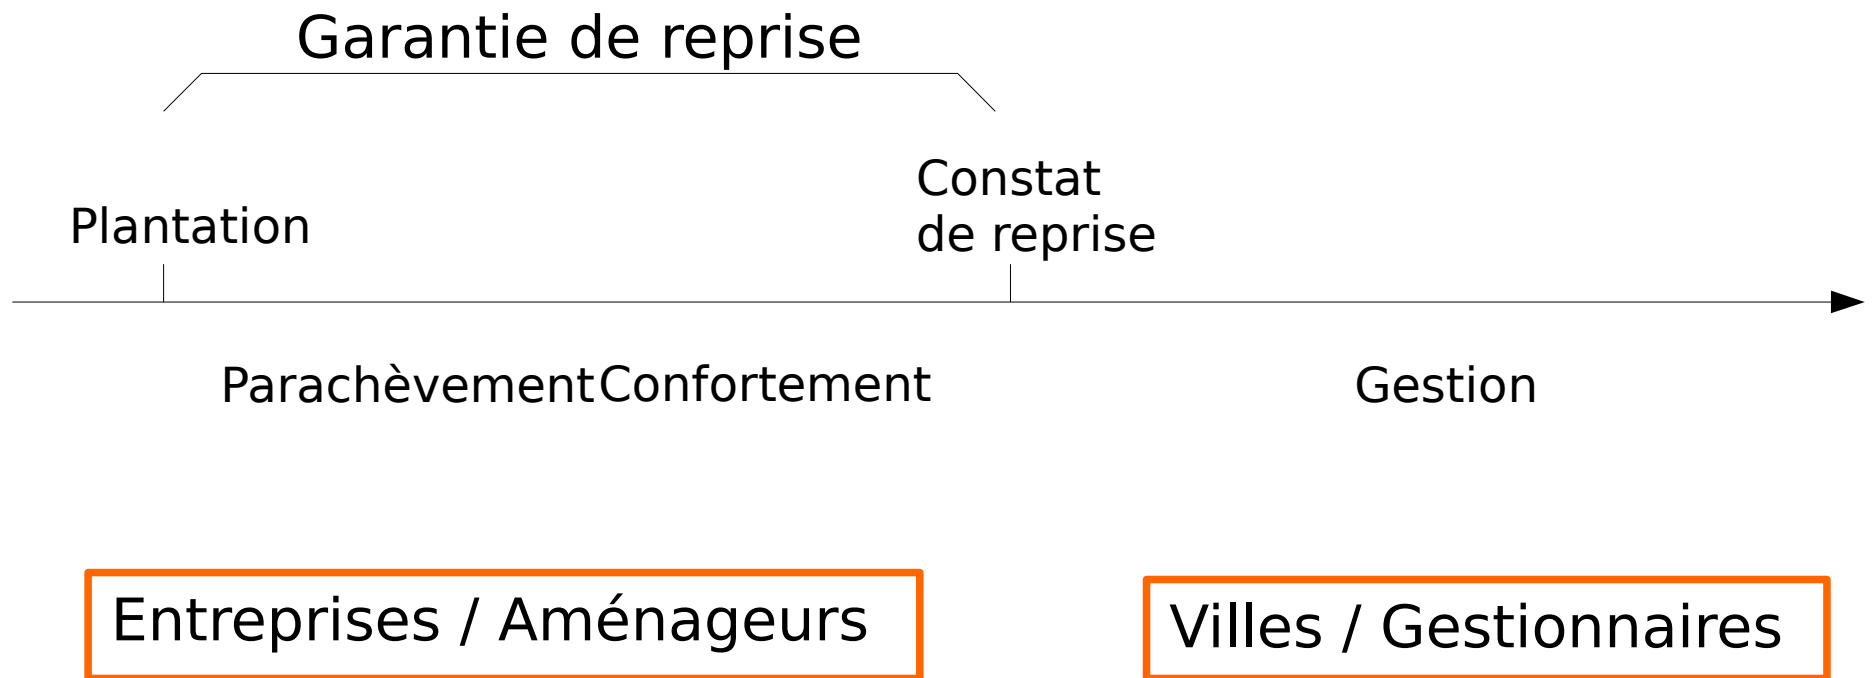 Garantie de reprise
Plantation
Constat
de reprise
Parachèvement
Confortement
Gestion
Entreprises / Aménageurs
Villes / Gestionnaires